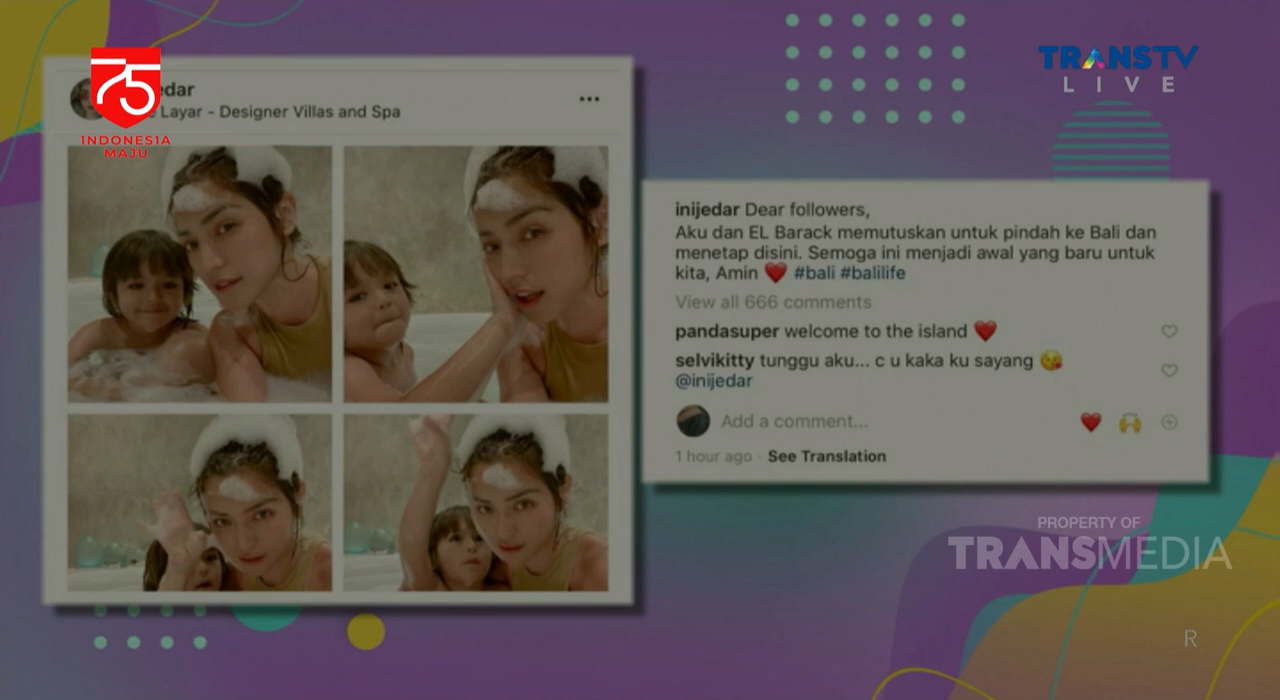 75
INDONES1A
MAJU
edar
Layar - Designer Villas and Spa
TRANSTV
LIVE
inijedar Dear followers,
Aku dan EL Barack memutuskan untuk pindah ke Bali dan
menetap disini. Semoga ini menjadi awal yang baru untuk
kita, Amin ❤️ #bali #balilife
View all 666 comments
pandasuper welcome to the island ❤️
selvikitty tunggu aku... c u kaka ku sayang 😘
@inijedar
Add a comment...
1 hour ago · See Translation
PROPERTY OF
TRANSMEDIA
R